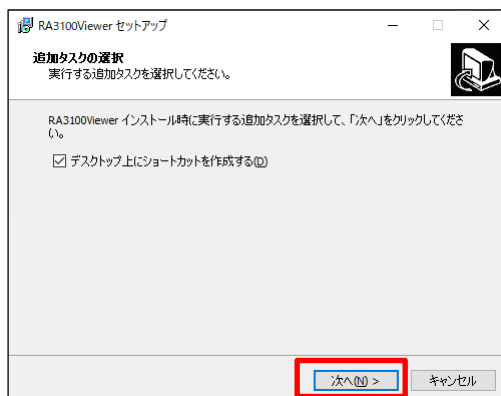 RA3100Viewer セットアップ
追加タスクの選択
実行する追加タスクを選択してください。
RA3100Viewer インストール時に実行する追加タスクを選択して、「次へ」をクリックしてくださ
い。
デスクトップ上にショートカットを作成する(D)
次へ(N) >
キャンセル